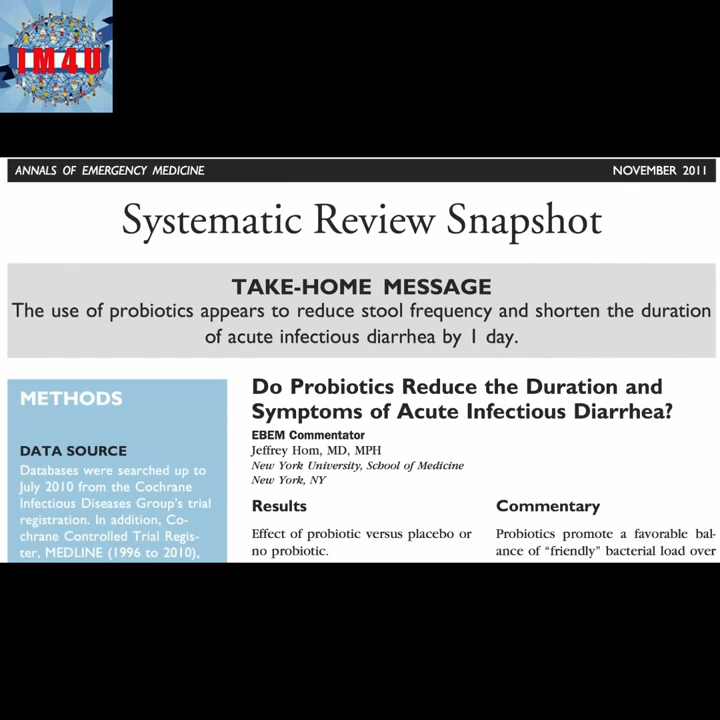 IM4U
ANNALS OF EMERGENCY MEDICINE
NOVEMBER 2011
Systematic Review Snapshot
TAKE-HOME MESSAGE
The use of probiotics appears to reduce stool frequency and shorten the duration
of acute infectious diarrhea by 1 day.
METHODS
DATA SOURCE
Databases were searched up to
July 2010 from the Cochrane
Infectious Diseases Group's trial
registration. In addition, Co-
chrane Controlled Trial Regis-
ter, MEDLINE (1996 to 2010),
Do Probiotics Reduce the Duration and
Symptoms of Acute Infectious Diarrhea?
EBEM Commentator
Jeffrey Hom, MD, MPH
New York University, School of Medicine
New York, NY
Results
Effect of probiotic versus placebo or
no probiotic.
Commentary
Probiotics promote a favorable bal-
ance of "friendly" bacterial load over